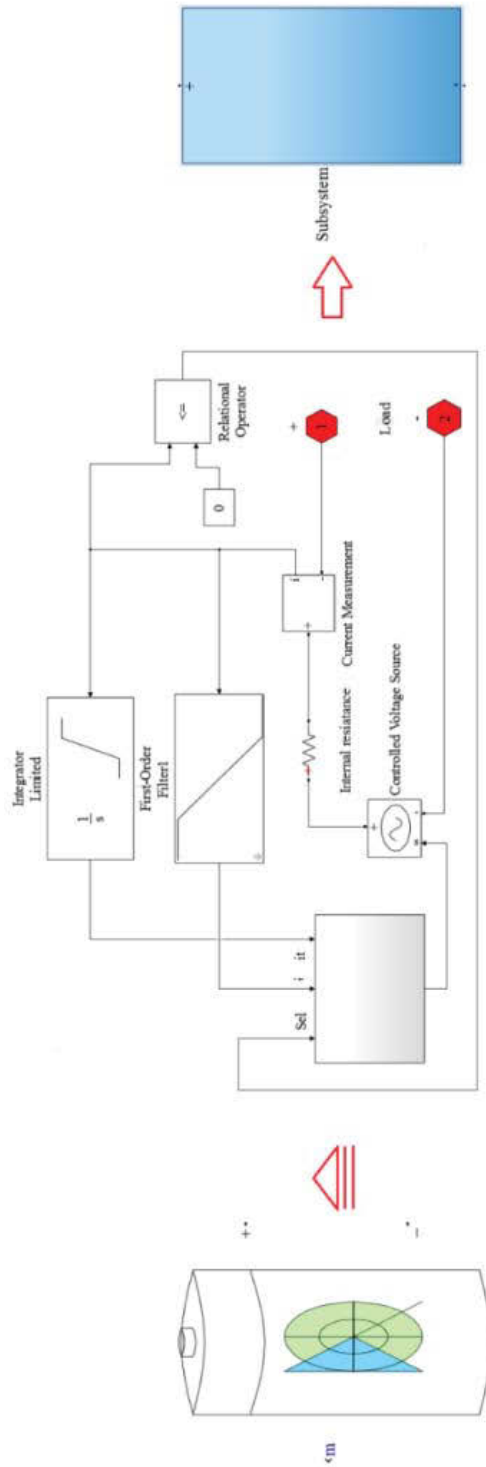 <m
+
–
Integrator
Limited
1
s
First-Order
Filter1
Sel
i
it
<=
Relational
Operator
0
i
+
-
Current Measurement
Internal resistance
Controlled Voltage Source
+
-
s
+
1
Load
-
2
+
-
Subsystem